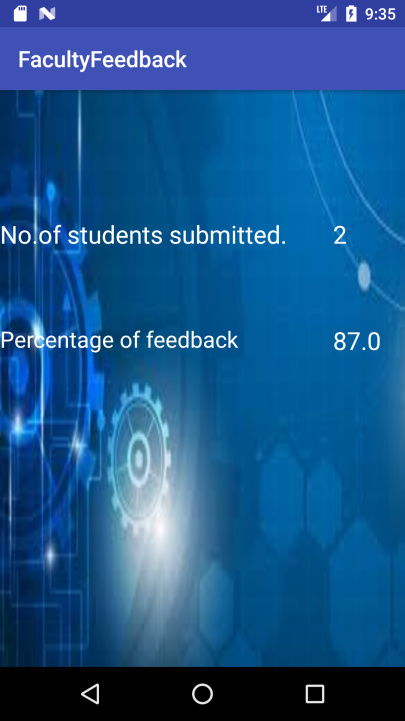 LTE 9:35
FacultyFeedback
No.of students submitted. 2
Percentage of feedback 87.0